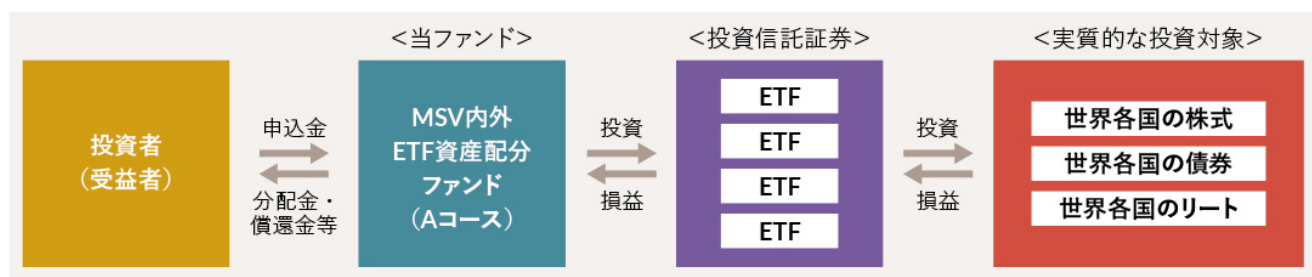 <当ファンド>
<投資信託証券>
<実質的な投資対象>
投資者
（受益者）
申込金
分配金・
償還金等
MSV内外
ETF資産配分
ファンド
（Aコース）
投資
損益
ETF
ETF
ETF
ETF
投資
損益
世界各国の株式
世界各国の債券
世界各国のリート